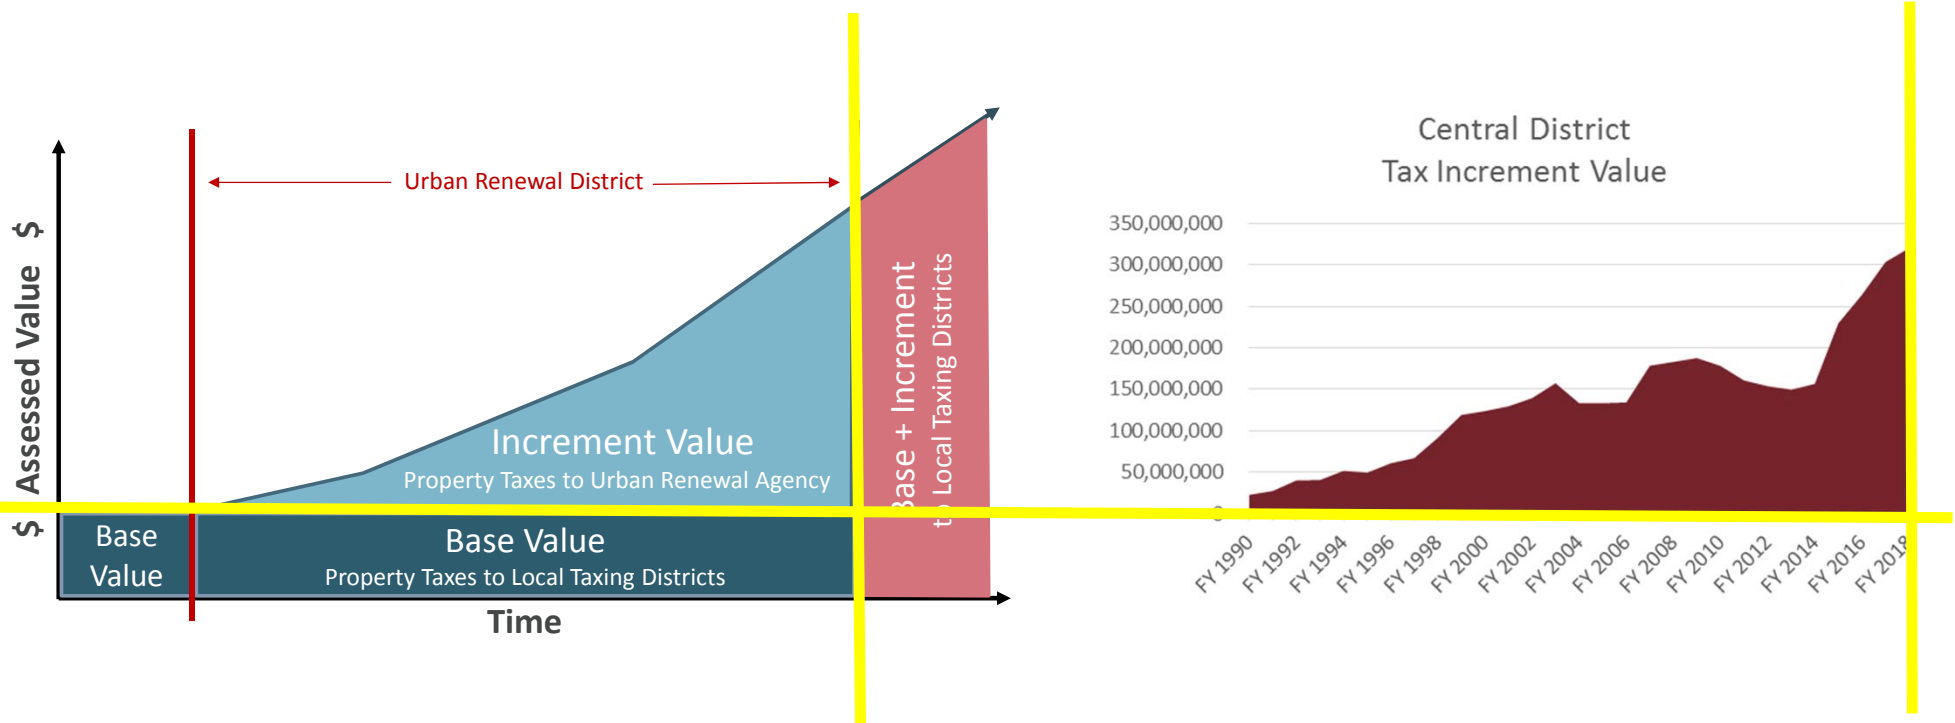 Urban Renewal District
$ Assessed Value $
Increment Value
Property Taxes to Urban Renewal Agency
Base
Value
Base Value
Property Taxes to Local Taxing Districts
Base + Increment
to Local Taxing Districts
Time
Central District
Tax Increment Value
350,000,000
300,000,000
250,000,000
200,000,000
150,000,000
100,000,000
50,000,000
0
FY 1990
FY 1992
FY 1994
FY 1996
FY 1998
FY 2000
FY 2002
FY 2004
FY 2006
FY 2008
FY 2010
FY 2012
FY 2014
FY 2016
FY 2018